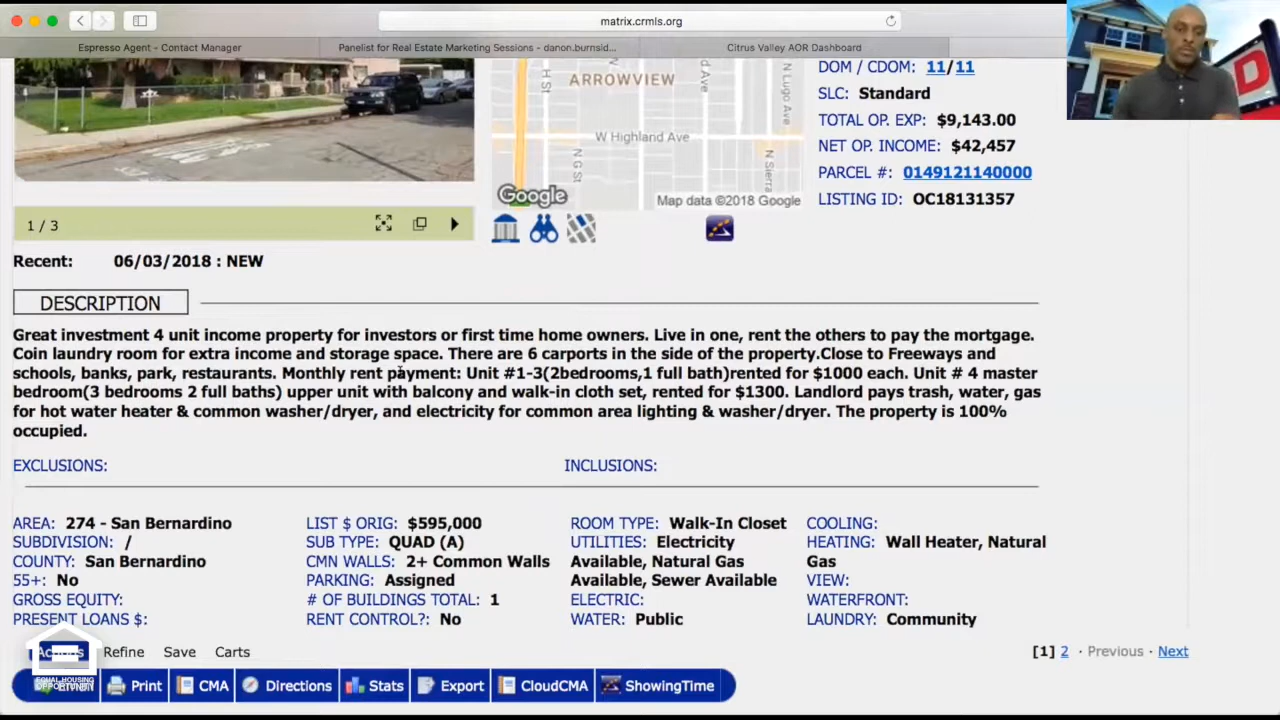 matrix.crmls.org
Espresso Agent - Contact Manager
Panelist for Real Estate Marketing Sessions - danon.burnsid...
Citrus Valley AOR Dashboard
ARROWVIEW
H St
d Ave
N Lugo Ave
W Highland Ave
N G St
N Sierra
Google
Map data ©2018 Google
DOM / CDOM: 11/11
SLC: Standard
TOTAL OP. EXP: $9,143.00
NET OP. INCOME: $42,457
PARCEL #: 0149121140000
LISTING ID: OC18131357
D
1 / 3
Recent: 06/03/2018 : NEW
DESCRIPTION
Great investment 4 unit income property for investors or first time home owners. Live in one, rent the others to pay the mortgage.
Coin laundry room for extra income and storage space. There are 6 carports in the side of the property.Close to Freeways and
schools, banks, park, restaurants. Monthly rent payment: Unit #1-3(2bedrooms,1 full bath)rented for $1000 each. Unit # 4 master
bedroom(3 bedrooms 2 full baths) upper unit with balcony and walk-in cloth set, rented for $1300. Landlord pays trash, water, gas
for hot water heater & common washer/dryer, and electricity for common area lighting & washer/dryer. The property is 100%
occupied.
EXCLUSIONS: INCLUSIONS:
AREA: 274 - San Bernardino
SUBDIVISION: /
COUNTY: San Bernardino
55+: No
GROSS EQUITY:
PRESENT LOANS $:
LIST $ ORIG: $595,000
SUB TYPE: QUAD (A)
CMN WALLS: 2+ Common Walls
PARKING: Assigned
# OF BUILDINGS TOTAL: 1
RENT CONTROL?: No
ROOM TYPE: Walk-In Closet
UTILITIES: Electricity
Available, Natural Gas
Available, Sewer Available
ELECTRIC:
WATER: Public
COOLING:
HEATING: Wall Heater, Natural
Gas
VIEW:
WATERFRONT:
LAUNDRY: Community
Actions Refine Save Carts
[1] 2 · Previous · Next
EQUAL HOUSING
OPPORTUNITY
Print CMA Directions Stats Export CloudCMA ShowingTime